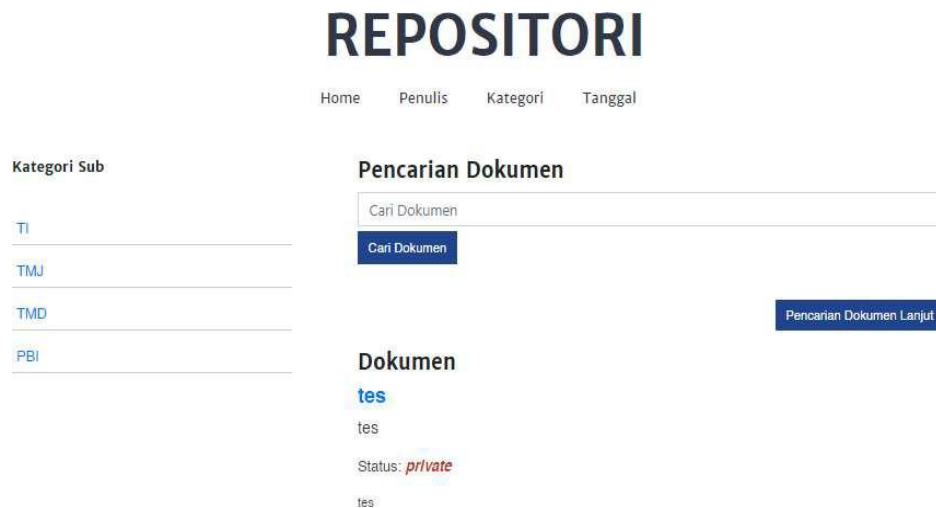 REPOSITORI
Home Penulis Kategori Tanggal
Kategori Sub
TI
TMJ
TMD
PBI
Pencarian Dokumen
Cari Dokumen
Cari Dokumen
Pencarian Dokumen Lanjut
Dokumen
tes
tes
Status: private
tes